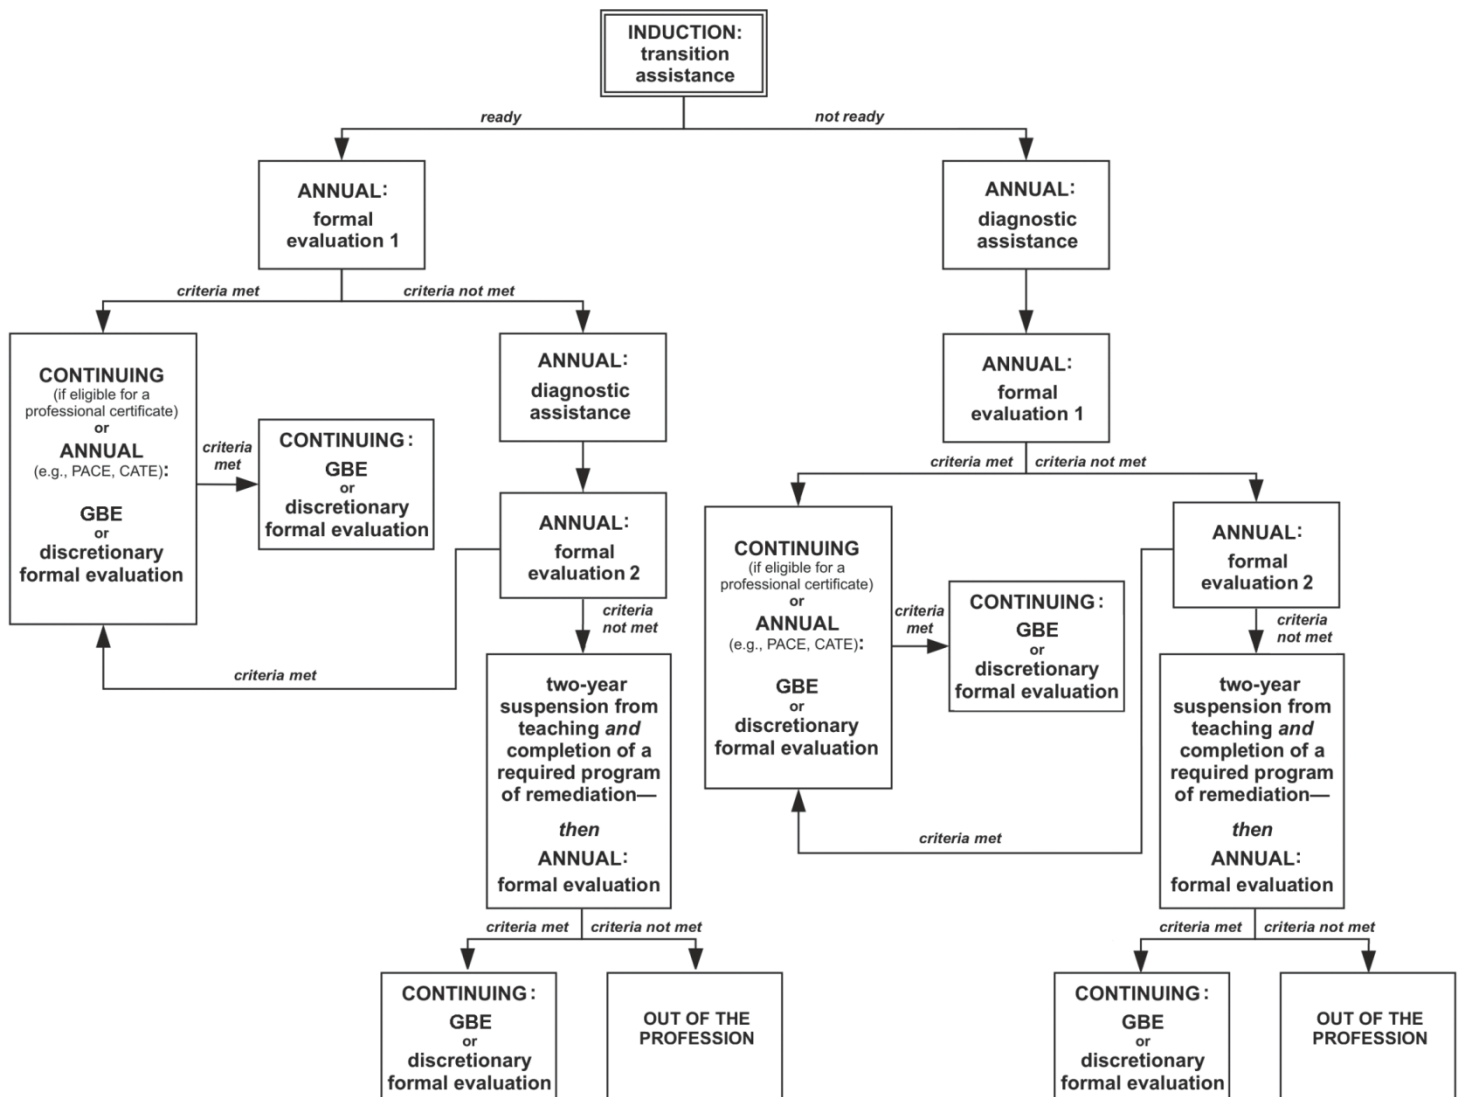 INDUCTION:
transition
assistance
ready
not ready
ANNUAL:
formal
evaluation 1
ANNUAL:
diagnostic
assistance
criteria met
criteria not met
CONTINUING
(if eligible for a
professional certificate)
or
ANNUAL
(e.g., PACE, CATE):
GBE
or
discretionary
formal evaluation
criteria
met
CONTINUING:
GBE
or
discretionary
formal evaluation
ANNUAL:
diagnostic
assistance
ANNUAL:
formal
evaluation 2
criteria
not met
criteria met
two-year
suspension from
teaching and
completion of a
required program
of remediation—
then
ANNUAL:
formal evaluation
criteria met
criteria not met
CONTINUING:
GBE
or
discretionary
formal evaluation
OUT OF THE
PROFESSION
ANNUAL:
formal
evaluation 1
criteria met
criteria not met
CONTINUING
(if eligible for a
professional certificate)
or
ANNUAL
(e.g., PACE, CATE):
GBE
or
discretionary
formal evaluation
criteria
met
CONTINUING:
GBE
or
discretionary
formal evaluation
ANNUAL:
formal
evaluation 2
criteria
not met
criteria met
two-year
suspension from
teaching and
completion of a
required program
of remediation—
then
ANNUAL:
formal evaluation
criteria met
criteria not met
CONTINUING:
GBE
or
discretionary
formal evaluation
OUT OF THE
PROFESSION